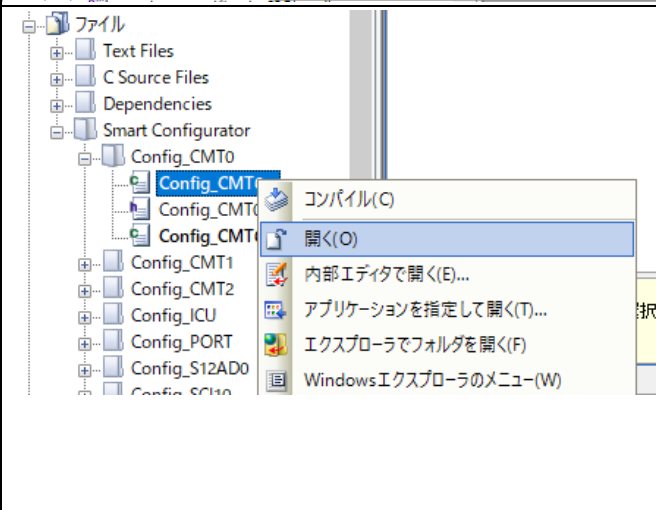 ファイル
Text Files
C Source Files
Dependencies
Smart Configurator
Config_CMT0
コンパイル(C)
開く(O)
Config_CMT1
内部エディタで開く(E)...
Config_CMT2
アプリケーションを指定して開く(T)...
Config_ICU
Config_PORT
エクスプローラでフォルダを開く(F)
Config_S12AD0
Windowsエクスプローラのメニュー(W)